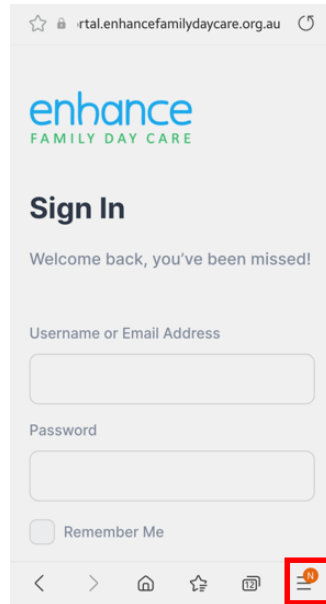 rtal.enhancefamilydaycare.org.au
enhance
FAMILY DAY CARE
Sign In
Welcome back, you've been missed!
Username or Email Address
Password
Remember Me
12
N